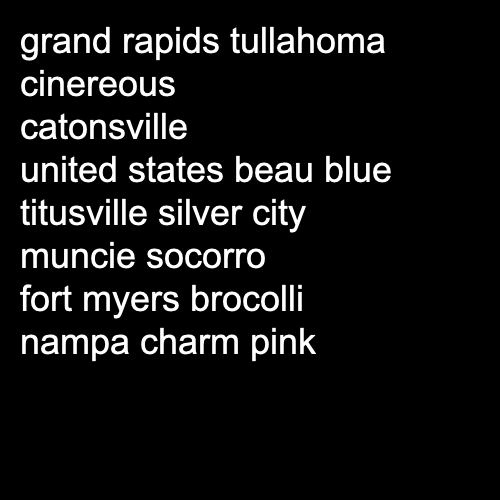 grand rapids tullahoma
cinereous
catonsville
united states beau blue
titusville silver city
muncie socorro
fort myers brocolli
nampa charm pink